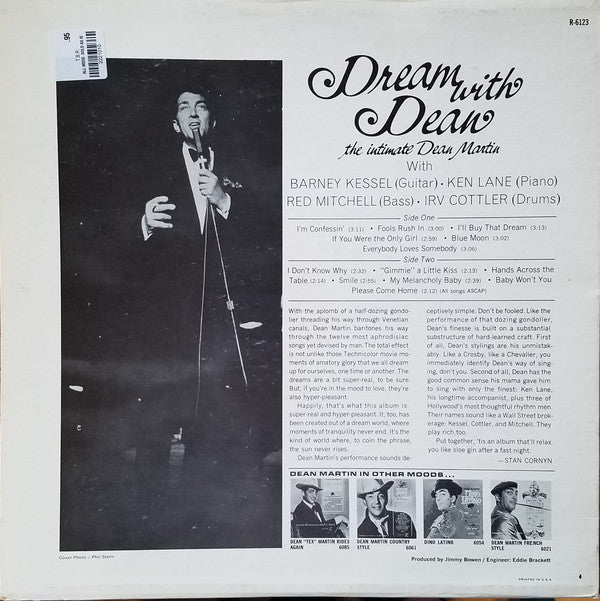 R-6123
.95
T.S.R.
ALL MDSE. SOLD AS IS
2221010
Dream with
Dean
the intimate Dean Martin
With
BARNEY KESSEL (Guitar) • KEN LANE (Piano)
RED MITCHELL (Bass) • IRV COTTLER (Drums)
Side One
I'm Confessin' (3:11) • Fools Rush In (3:00) • I'll Buy That Dream (3:13)
If You Were the Only Girl (2:59) • Blue Moon (3:02)
Everybody Loves Somebody (3:06)
Side Two
I Don't Know Why (2:32) • "Gimmie" a Little Kiss (2:13) • Hands Across the
Table (2:14) • Smile (2:55) • My Melancholy Baby (2:39) • Baby Won't You
Please Come Home (2:12) (All songs ASCAP)
With the aplomb of a half-dozing gondo-
lier threading his way through Venetian
canals, Dean Martin baritones his way
through the twelve most aphrodisiac
songs yet devised by man. The total effect
is not unlike those Technicolor movie mo-
ments of amatory glory that we all dream
up for ourselves, one time or another. The
dreams are a bit super-real, to be sure.
But, if you're in the mood to love, they're
also hyper-pleasant.
Happily, that's what this album is:
super-real and hyper-pleasant. It, too, has
been created out of a dream world, where
moments of tranquility never end. It's the
kind of world where, to coin the phrase,
the sun never rises.
Dean Martin's performance sounds de-
ceptively simple. Don't be fooled. Like the
performance of that dozing gondolier,
Dean's finesse is built on a substantial
substructure of hard-learned craft. First
of all, Dean's stylings are his unmistak-
ably. Like a Crosby, like a Chevalier, you
immediately identify Dean's way of sing-
ing, don't you. Second of all, Dean has the
good common sense his mama gave him
to sing with only the finest: Ken Lane,
his longtime accompanist, plus three of
Hollywood's most thoughtful rhythm men.
Their names sound like a Wall Street brok-
erage: Kessel, Cottler, and Mitchell. They
play rich, too.
Put together, 'tis an album that'll relax
you like sloe gin after a fast night.
— STAN CORNYN
DEAN MARTIN IN OTHER MOODS...
DEAN "TEX" MARTIN RIDES
AGAIN 6085
DEAN MARTIN COUNTRY
STYLE 6061
DINO LATINO 6054
DEAN MARTIN FRENCH
STYLE 6021
Cover Photo / Phil Stern
Produced by Jimmy Bowen / Engineer: Eddie Brackett
PRINTED IN U.S.A.
4